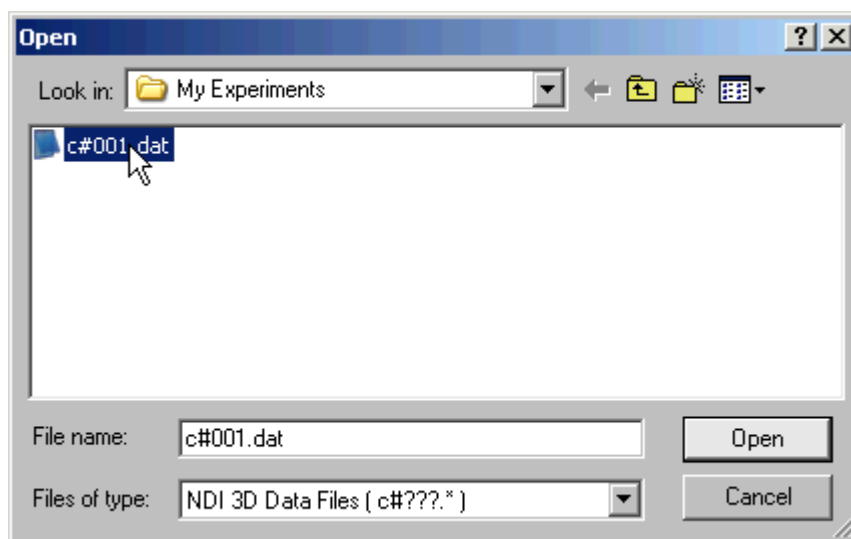 Open
Look in: My Experiments
c#001.dat
File name: c#001.dat Open
Files of type: NDI 3D Data Files ( c#???.* ) Cancel